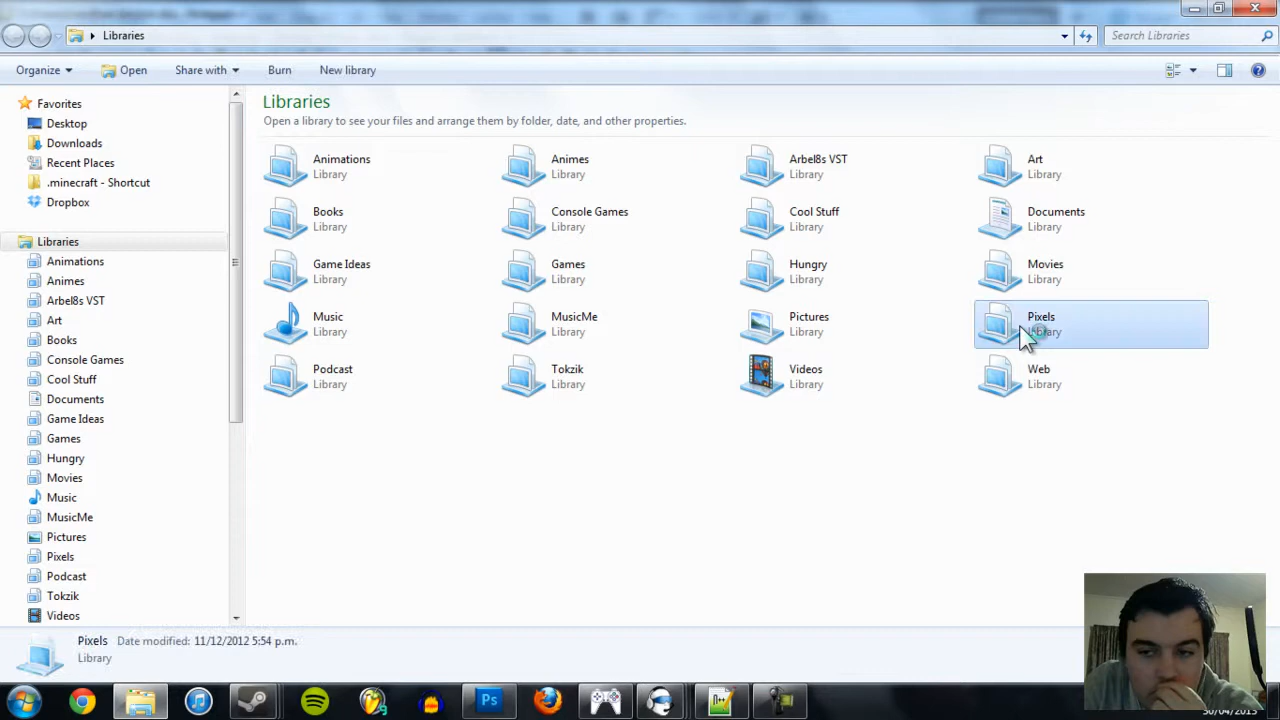 Libraries
Search Libraries
Organize
Open
Share with
Burn
New library
Favorites
Desktop
Downloads
Recent Places
.minecraft - Shortcut
Dropbox
Libraries
Animations
Animes
Arbel8s VST
Art
Books
Console Games
Cool Stuff
Documents
Game Ideas
Games
Hungry
Movies
Music
MusicMe
Pictures
Pixels
Podcast
Tokzik
Videos
Libraries
Open a library to see your files and arrange them by folder, date, and other properties.
Animations
Library
Animes
Library
Arbel8s VST
Library
Art
Library
Books
Library
Console Games
Library
Cool Stuff
Library
Documents
Library
Game Ideas
Library
Games
Library
Hungry
Library
Movies
Library
Music
Library
MusicMe
Library
Pictures
Library
Pixels
Library
Podcast
Library
Tokzik
Library
Videos
Library
Web
Library
Pixels Date modified: 11/12/2012 5:54 p.m.
Library
Ps
30/04/2013